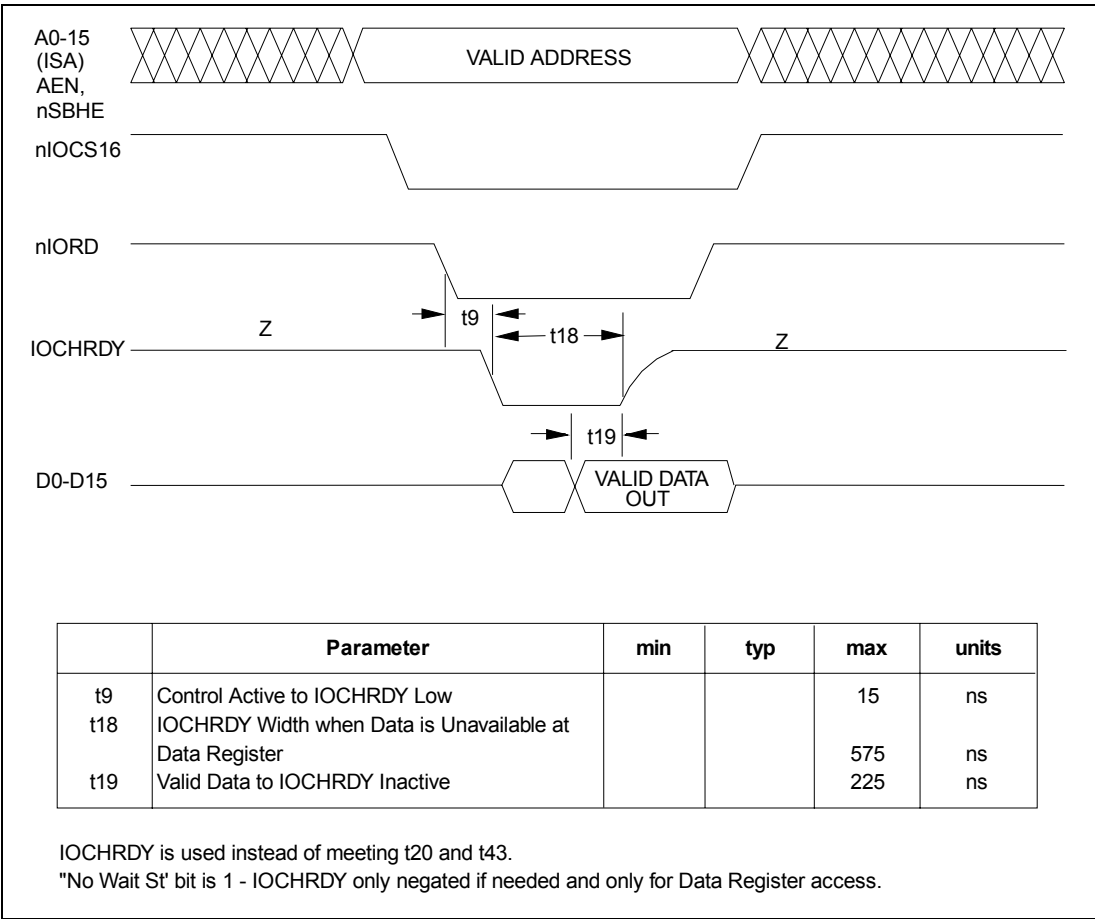 A0-15
(ISA)
AEN,
nSBHE
VALID ADDRESS
nIOCS16
nIORD
t9
t18
Z
Z
IOCHRDY
t19
D0-D15
VALID DATA
OUT
Parameter min typ max units
t9 Control Active to IOCHRDY Low 15 ns
t18 IOCHRDY Width when Data is Unavailable at
Data Register 575 ns
t19 Valid Data to IOCHRDY Inactive 225 ns
IOCHRDY is used instead of meeting t20 and t43.
"No Wait St' bit is 1 - IOCHRDY only negated if needed and only for Data Register access.